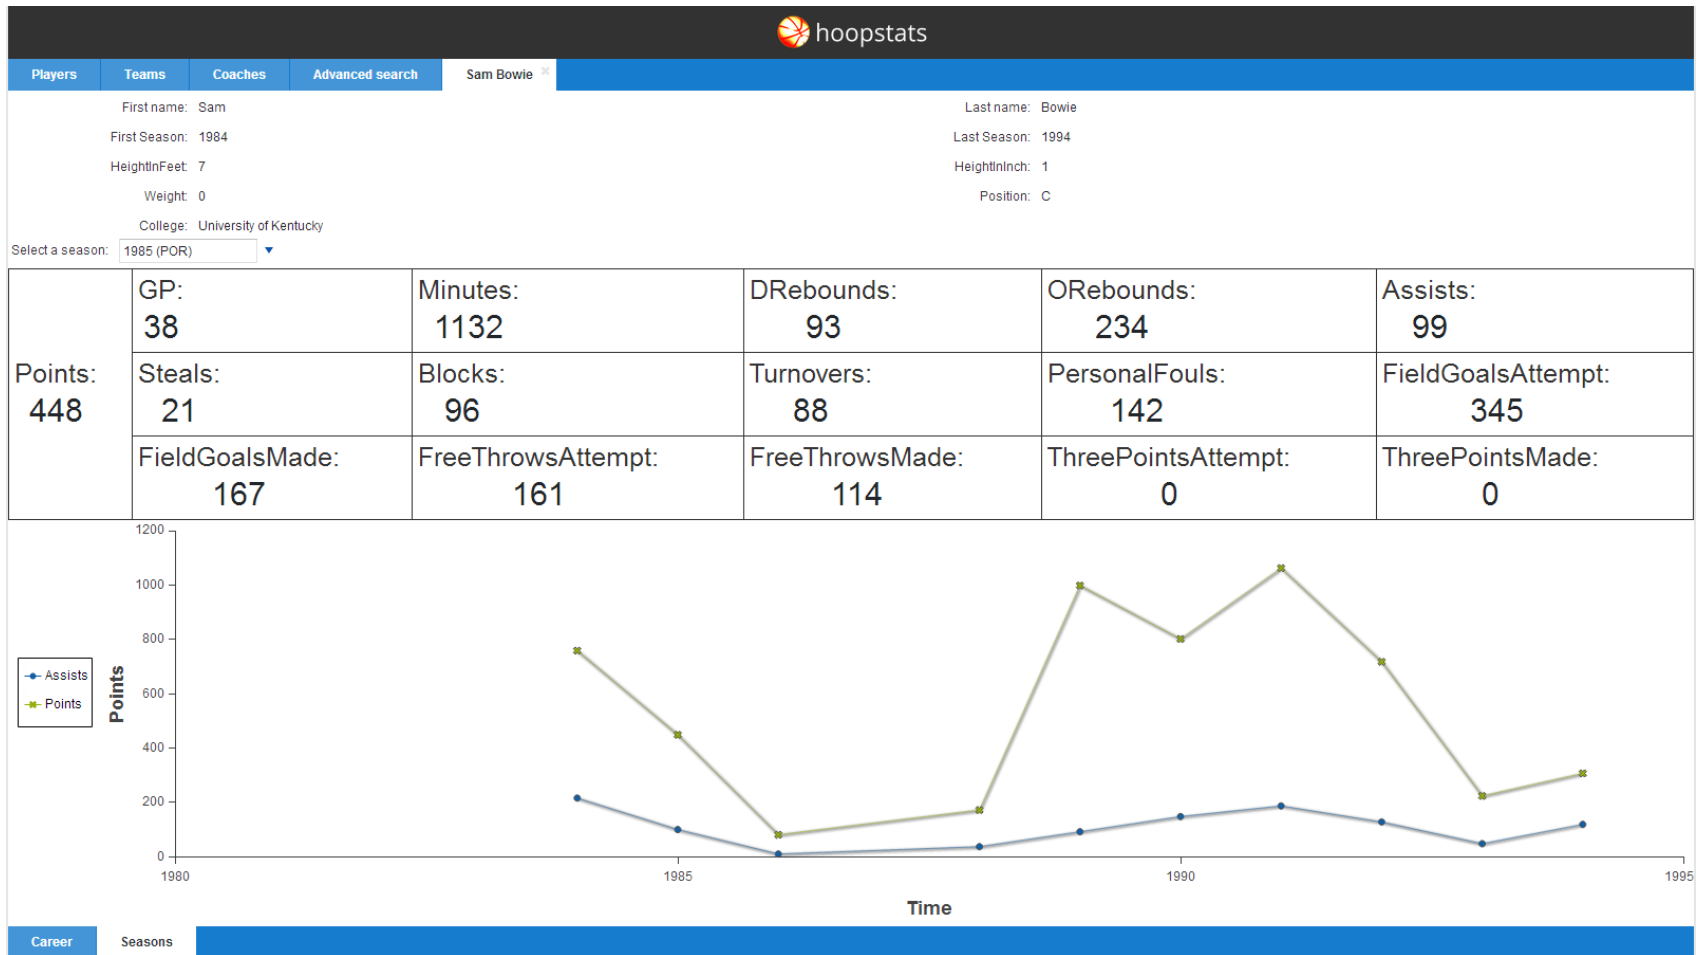 hoopstats
Players Teams Coaches Advanced search Sam Bowie ×
First name: Sam Last name: Bowie
First Season: 1984 Last Season: 1994
HeightInFeet: 7 HeightInInch: 1
Weight: 0 Position: C
College: University of Kentucky
Select a season: 1985 (POR)
GP: Minutes: DRebounds: ORebounds: Assists:
38 1132 93 234 99
Points: Steals: Blocks: Turnovers: PersonalFouls: FieldGoalsAttempt:
448 21 96 88 142 345
FieldGoalsMade: FreeThrowsAttempt: FreeThrowsMade: ThreePointsAttempt: ThreePointsMade:
167 161 114 0 0
1200
1000
800
600
400
200
0
Points
Assists
Points
1980 1985 1990 1995
Time
Career Seasons